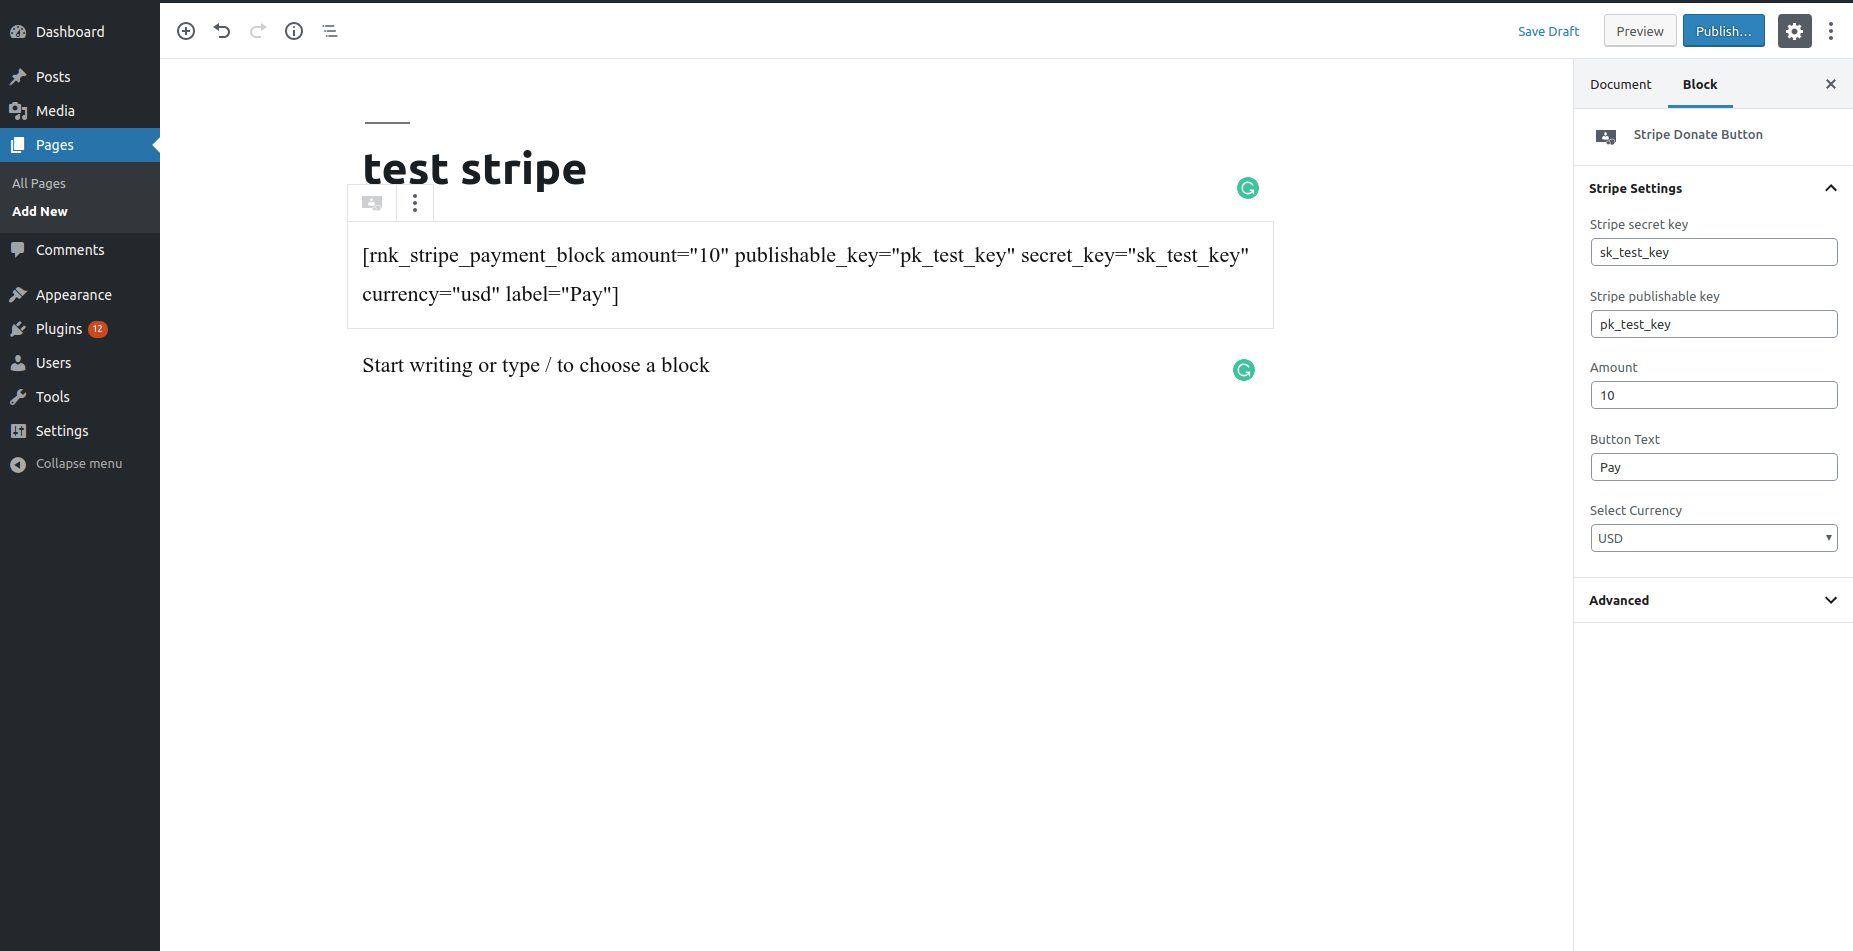 Dashboard
Posts
Media
Pages
All Pages
Add New
Comments
Appearance
Plugins 12
Users
Tools
Settings
Collapse menu
Save Draft
Preview
Publish…
test stripe
[rnk_stripe_payment_block amount="10" publishable_key="pk_test_key" secret_key="sk_test_key"
currency="usd" label="Pay"]
Start writing or type / to choose a block
Document Block
Stripe Donate Button
Stripe Settings
Stripe secret key
sk_test_key
Stripe publishable key
pk_test_key
Amount
10
Button Text
Pay
Select Currency
USD
Advanced